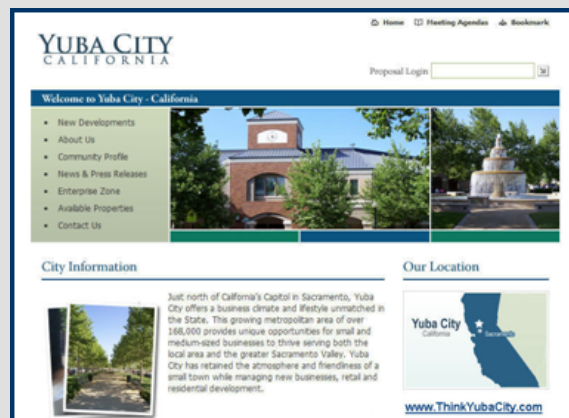 Home Meeting Agendas Bookmark
YUBA CITY
CALIFORNIA
Proposal Login
Welcome to Yuba City - California
New Developments
About Us
Community Profile
News & Press Releases
Enterprise Zone
Available Properties
Contact Us
City Information
Just north of California's Capitol in Sacramento, Yuba
City offers a business climate and lifestyle unmatched in
the State. This growing metropolitan area of over
168,000 provides unique opportunities for small and
medium-sized businesses to thrive serving both the
local area and the greater Sacramento Valley. Yuba
City has retained the atmosphere and friendliness of a
small town while managing new businesses, retail and
residential development.
Our Location
Yuba City
California
Sacramento
www.ThinkYubaCity.com